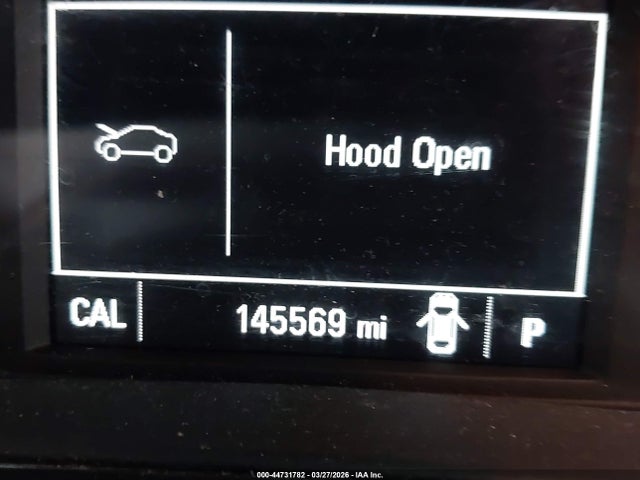 Hood Open
CAL 145569 mi P
000-44731782 - 03/27/2026 - IAA Inc.